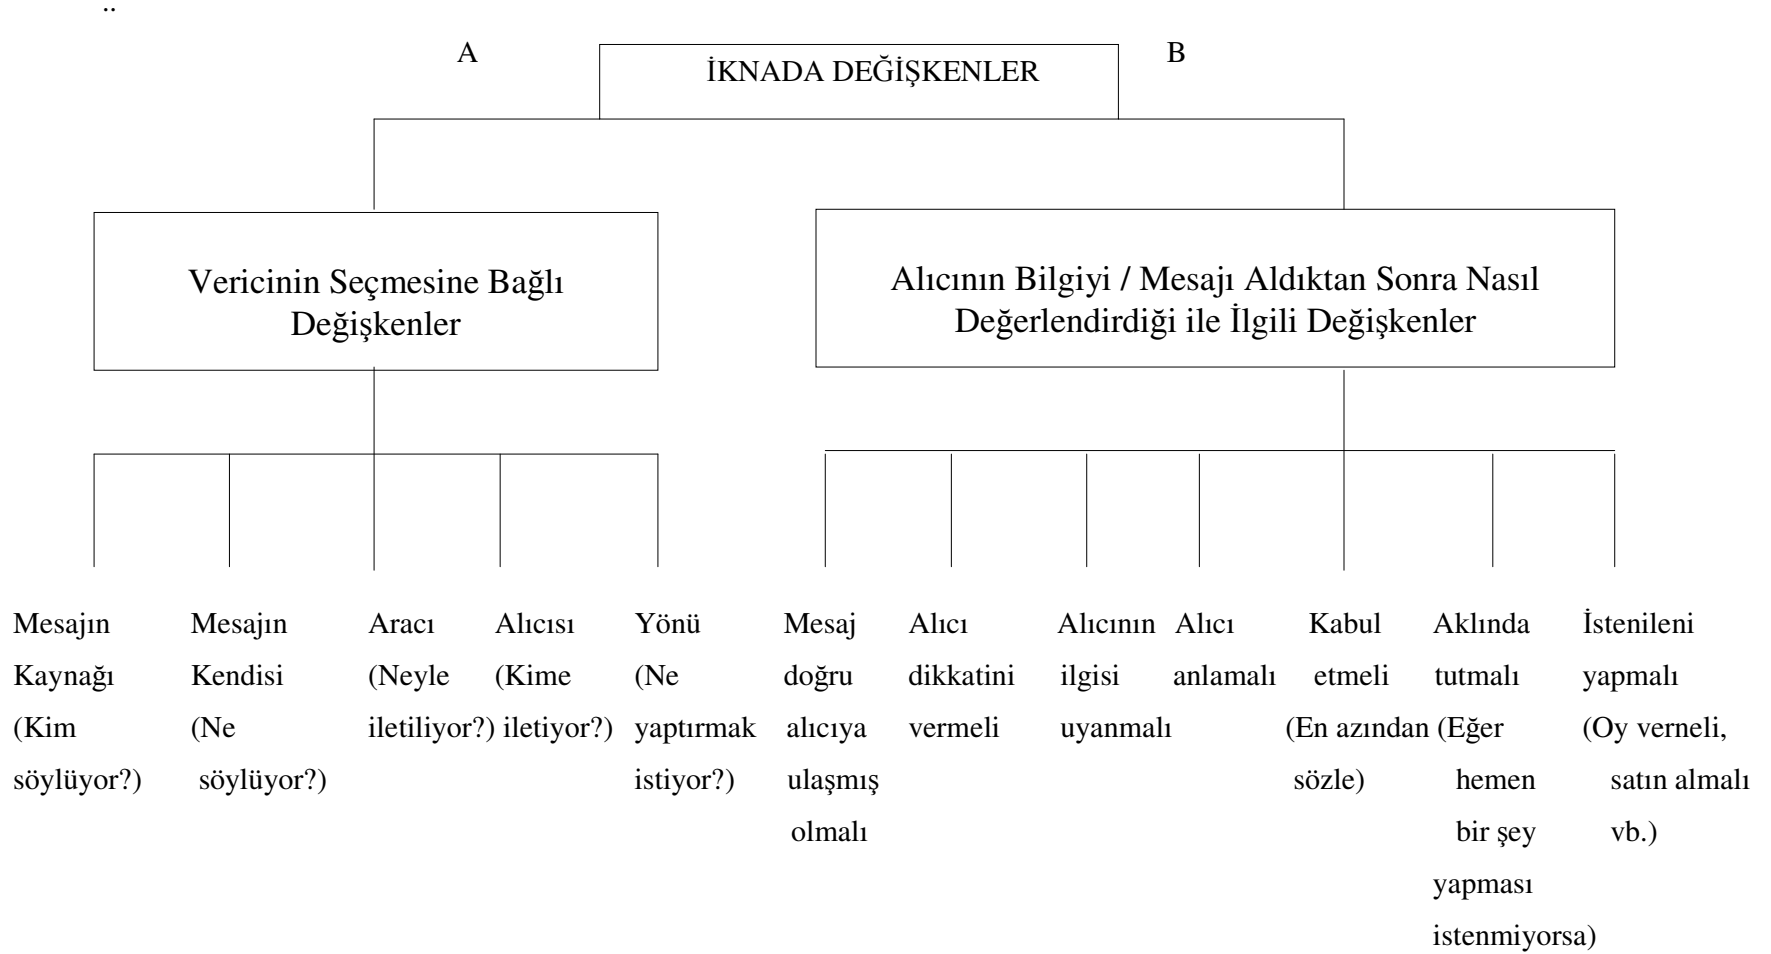 ..
A
İKNADA DEĞİŞKENLER
B
Vericinin Seçmesine Bağlı
Değişkenler
Alıcının Bilgiyi / Mesajı Aldıktan Sonra Nasıl
Değerlendirdiği ile İlgili Değişkenler
Mesajın
Kaynağı
(Kim
söylüyor?)
Mesajın
Kendisi
(Ne
söylüyor?)
Aracı
(Neyle
iletiliyor?)
Alıcısı
(Kime
iletiyor?)
Yönü
(Ne
yaptırmak
istiyor?)
Mesaj
doğru
alıcıya
ulaşmış
olmalı
Alıcı
dikkatini
vermeli
Alıcının
ilgisi
uyanmalı
Alıcı
anlamalı
Kabul
etmeli
(En azından
sözle)
Aklında
tutmalı
(Eğer
hemen
bir şey
yapması
istenmiyorsa)
İstenileni
yapmalı
(Oy verneli,
satın almalı
vb.)